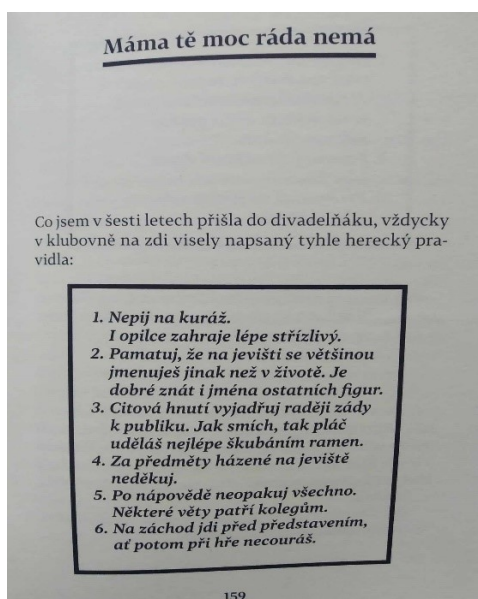 Máma tě moc ráda nemá
Co jsem v šesti letech přišla do divadelňáku, vždycky
v klubovně na zdi visely napsaný tyhle herecký pra-
vidla:
1. Nepij na kuráž.
I opilce zahraje lépe střízlivý.
2. Pamatuj, že na jevišti se většinou
jmenuješ jinak než v životě. Je
dobré znát i jména ostatních figur.
3. Citová hnutí vyjadřuj raději zády
k publiku. Jak smích, tak pláč
uděláš nejlépe škubáním ramen.
4. Za předměty házené na jeviště
neděkuj.
5. Po nápovědě neopakuj všechno.
Některé věty patří kolegům.
6. Na záchod jdi před představením,
ať potom při hře necouráš.
159